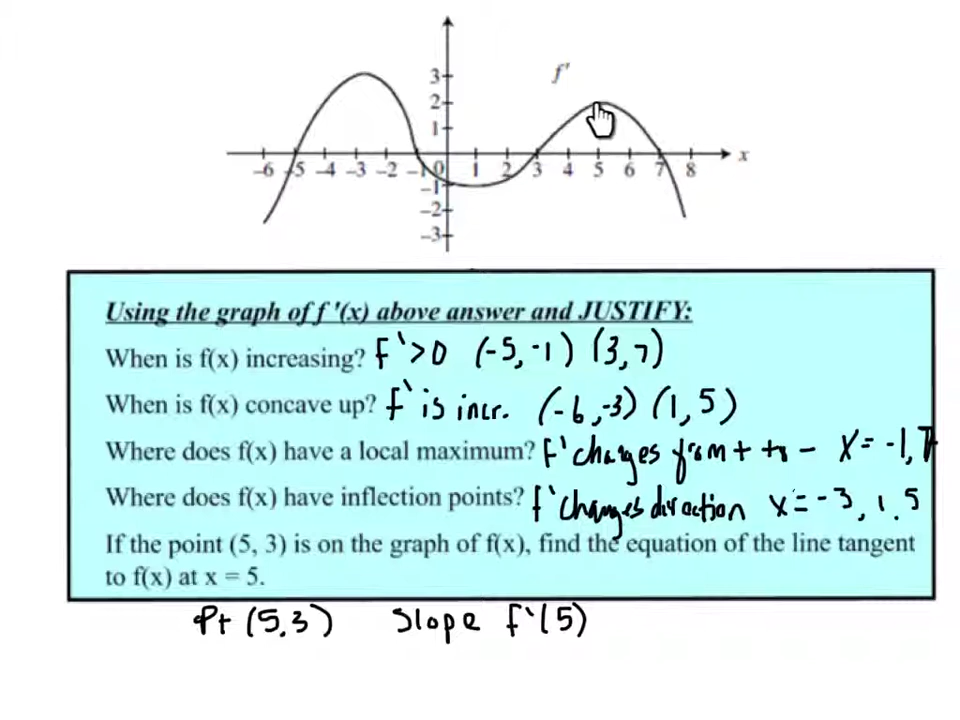 3
f'
2
1
x
-6 -5 -4 -3 -2 -1 0 1 2 3 4 5 6 7 8
-1
-2
-3
Using the graph of f '(x) above answer and JUSTIFY:
When is f(x) increasing? f'>0 (-5,-1) (3,7)
When is f(x) concave up? f' is incr. (-6,-3) (1,5)
Where does f(x) have a local maximum? f' changes from + to - x=-1,7
Where does f(x) have inflection points? f' changes direction x=-3,1,5
If the point (5, 3) is on the graph of f(x), find the equation of the line tangent
to f(x) at x = 5.
Pt (5,3) Slope f'(5)